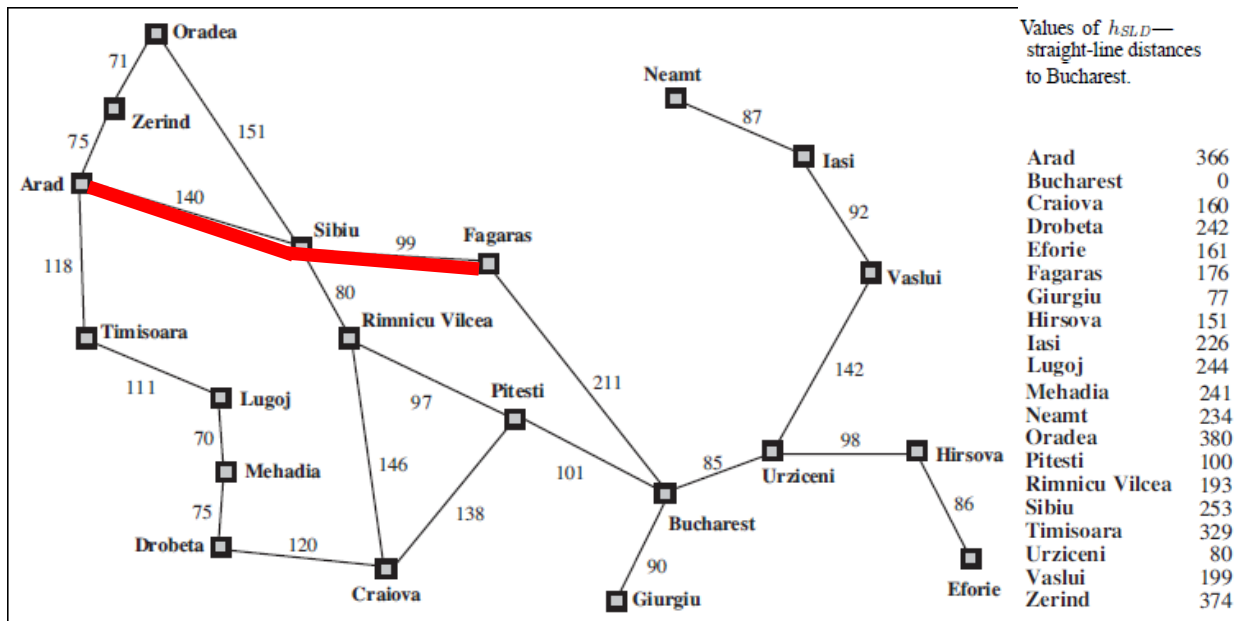 Oradea
71
Neamt
87
Zerind
151
75
Iasi
Arad
140
92
Sibiu
99
Fagaras
118
Vaslui
80
Timisoara
Rimnicu Vilcea
142
111
211
Lugoj
Pitesti
97
70
98
Hirsova
Mehadia
146
101
85
Urziceni
75
138
86
Bucharest
Drobeta
120
90
Eforie
Craiova
Giurgiu
Values of hSLD—
straight-line distances
to Bucharest.
Arad 366
Bucharest 0
Craiova 160
Drobeta 242
Eforie 161
Fagaras 176
Giurgiu 77
Hirsova 151
Iasi 226
Lugoj 244
Mehadia 241
Neamt 234
Oradea 380
Pitesti 100
Rimnicu Vilcea 193
Sibiu 253
Timisoara 329
Urziceni 80
Vaslui 199
Zerind 374